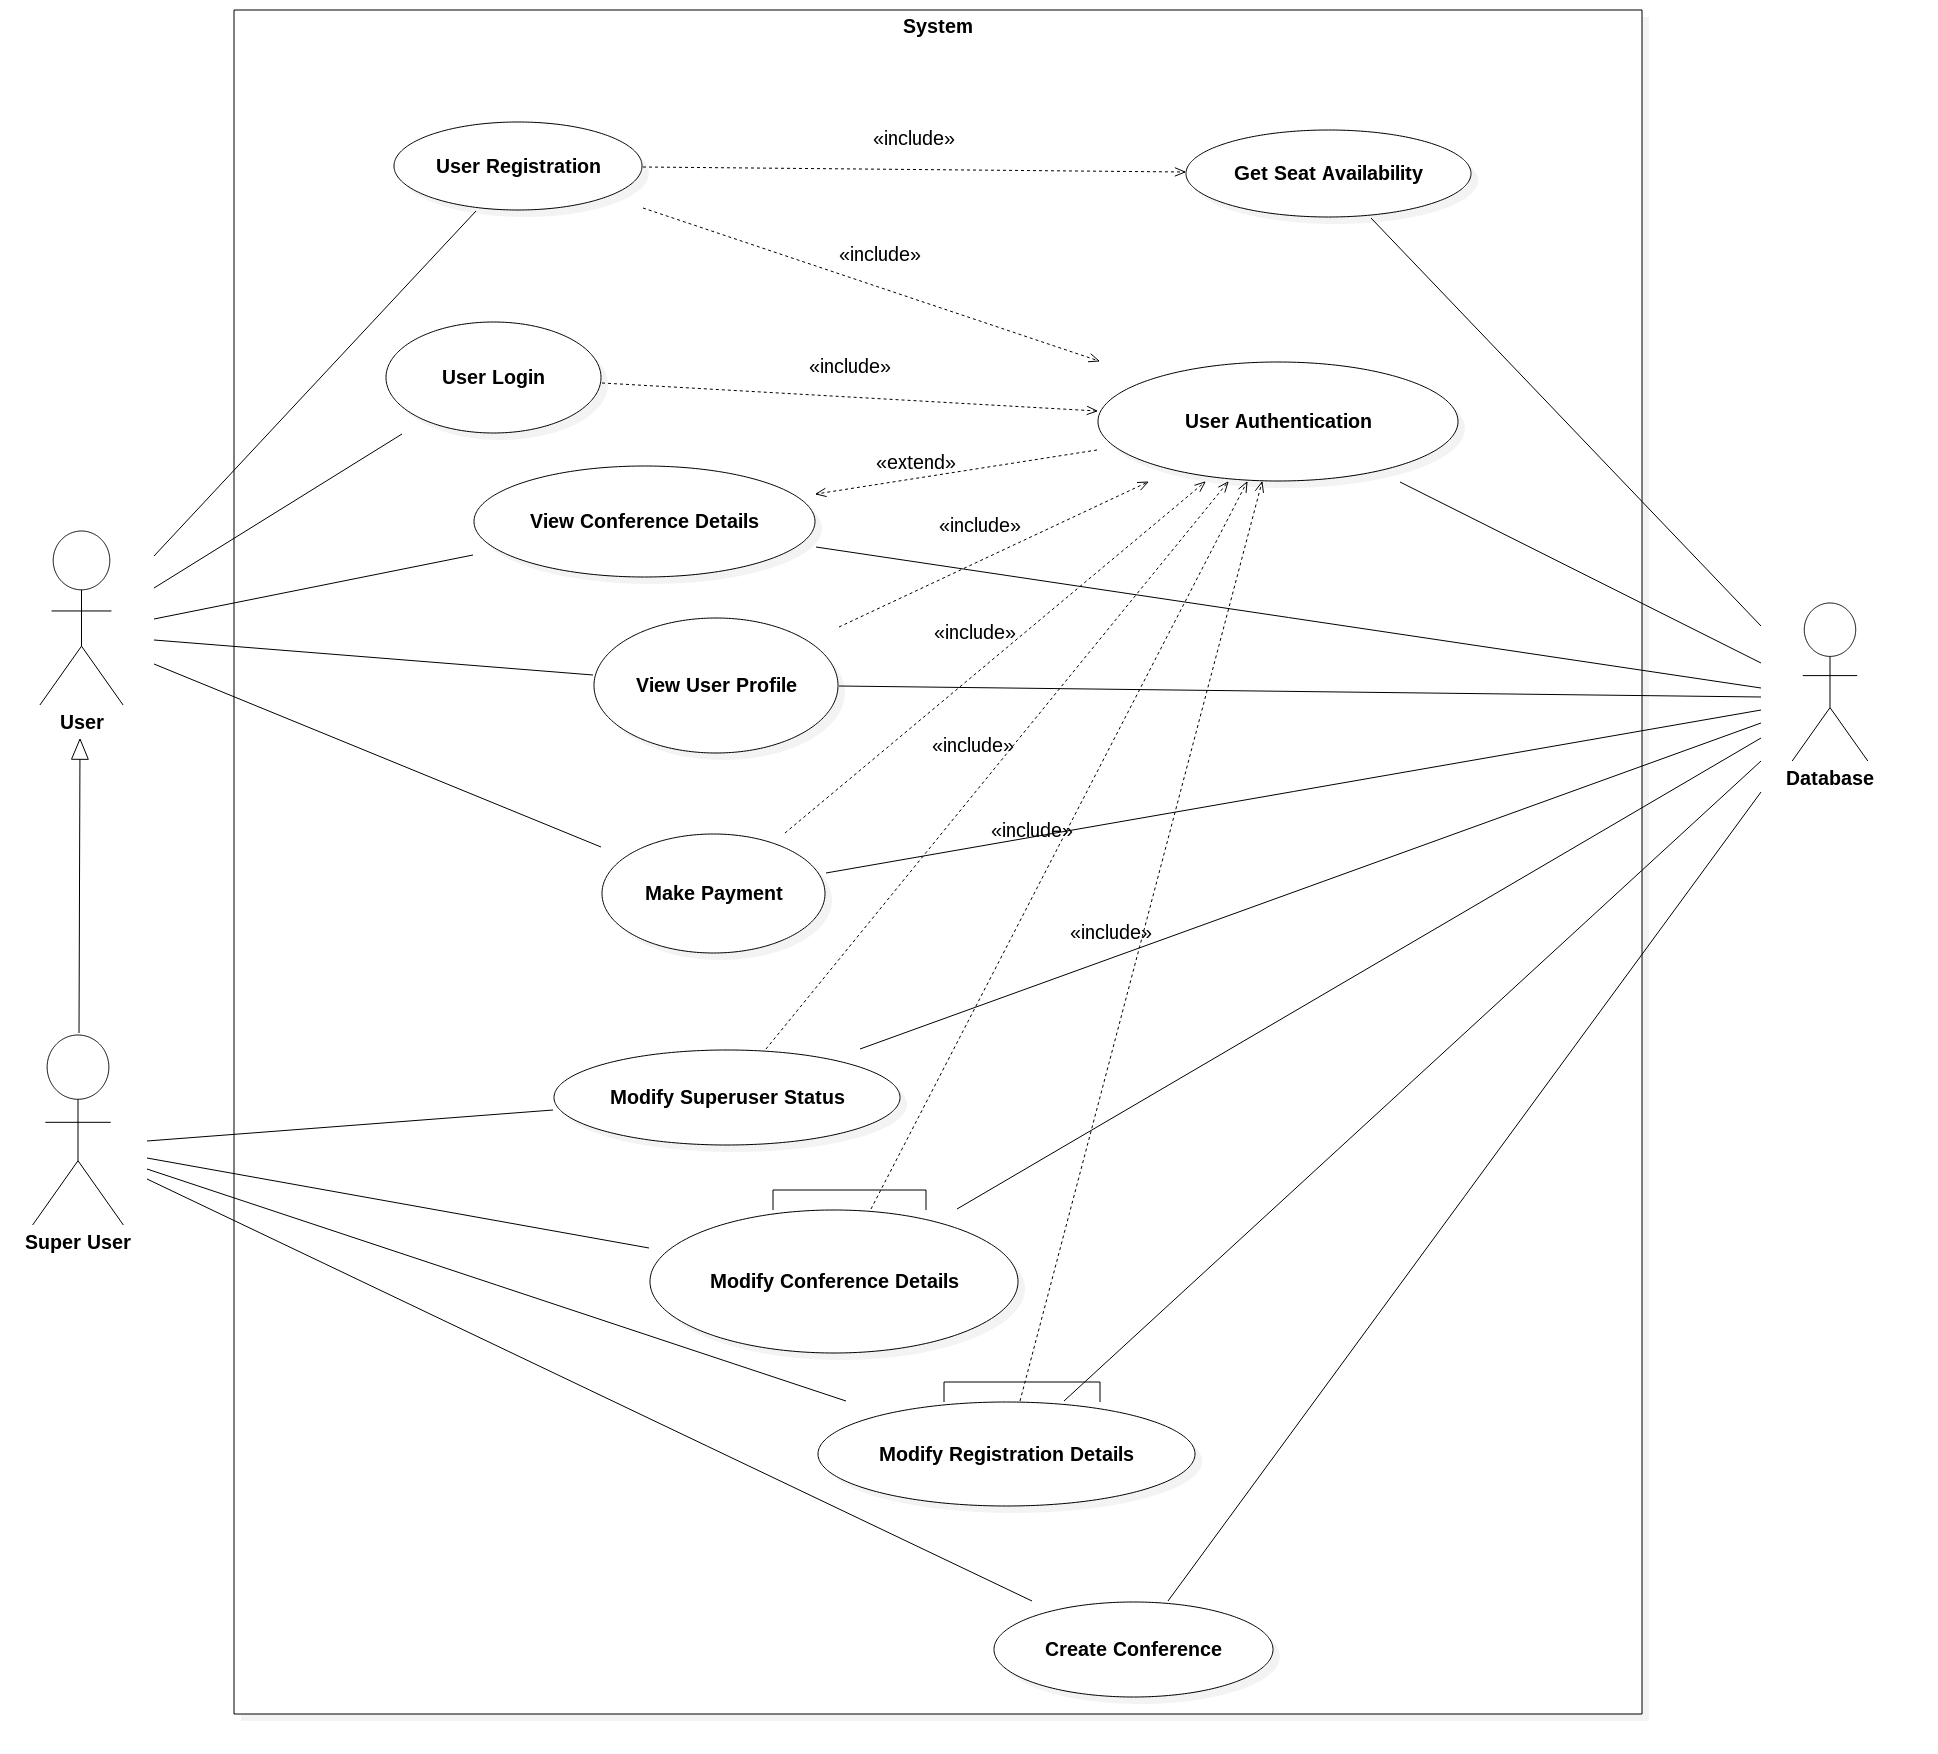 System
«include»
User Registration
Get Seat Availability
«include»
«include»
User Login
User Authentication
«extend»
View Conference Details
«include»
«include»
View User Profile
User
«include»
Database
«include»
Make Payment
«include»
Modify Superuser Status
Super User
Modify Conference Details
Modify Registration Details
Create Conference